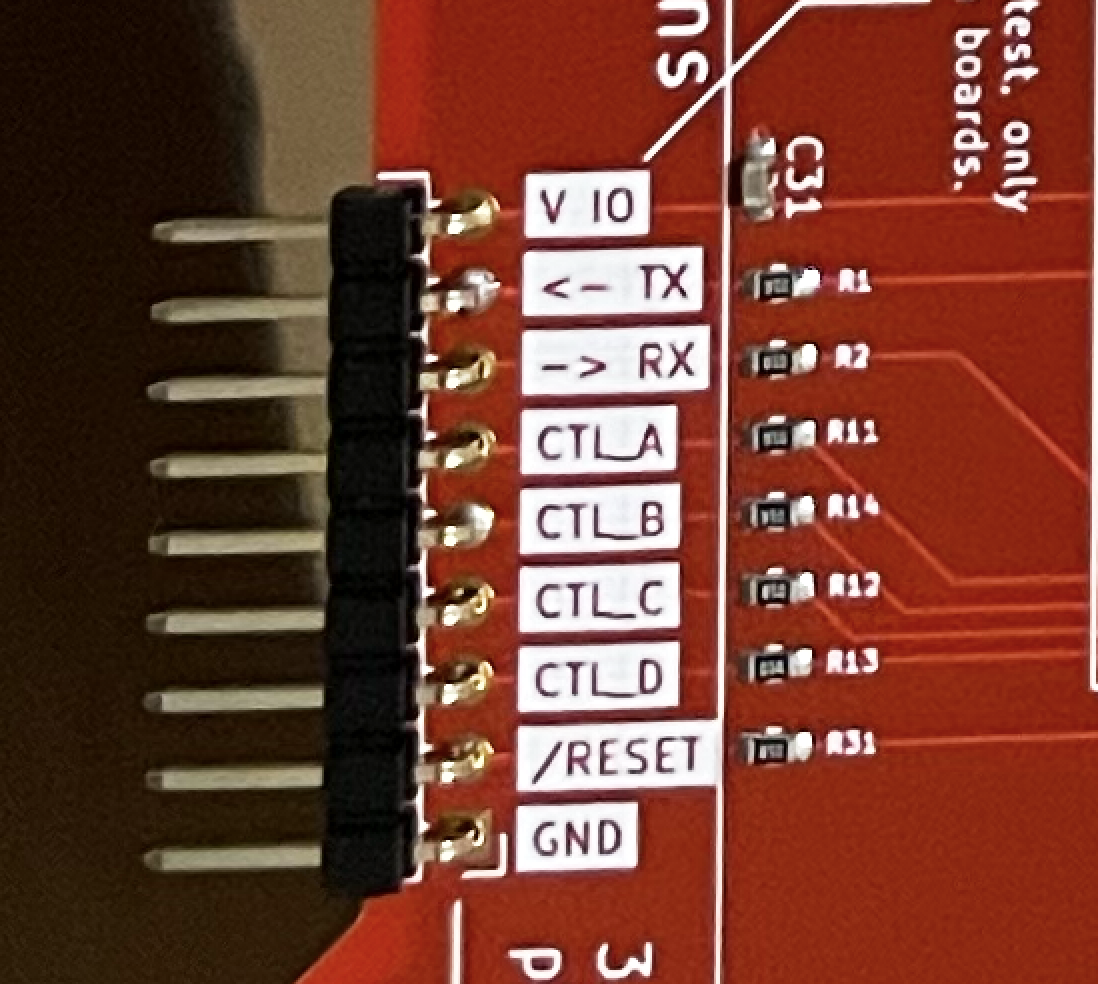 ns
test, only
boards.
C31
V IO
<- TX
R1
-> RX
R2
CTL_A
R11
CTL_B
R14
CTL_C
R12
CTL_D
R13
/RESET
R31
GND
3
p